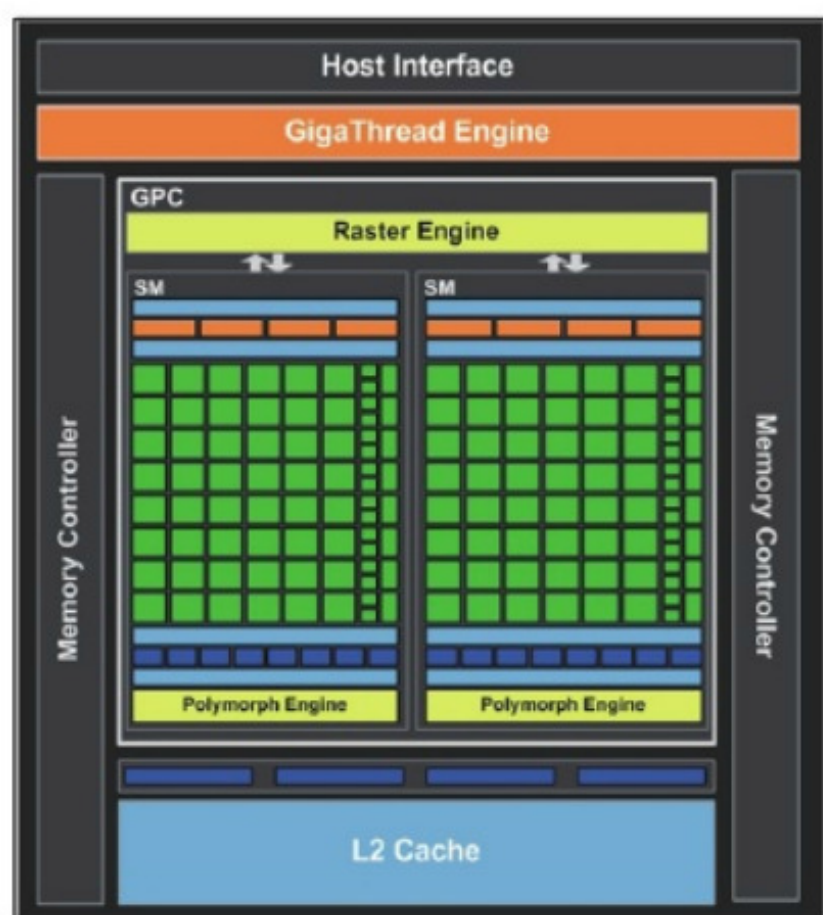 Host Interface
GigaThread Engine
GPC
Raster Engine
SM
SM
Memory Controller
Memory Controller
Polymorph Engine
Polymorph Engine
L2 Cache